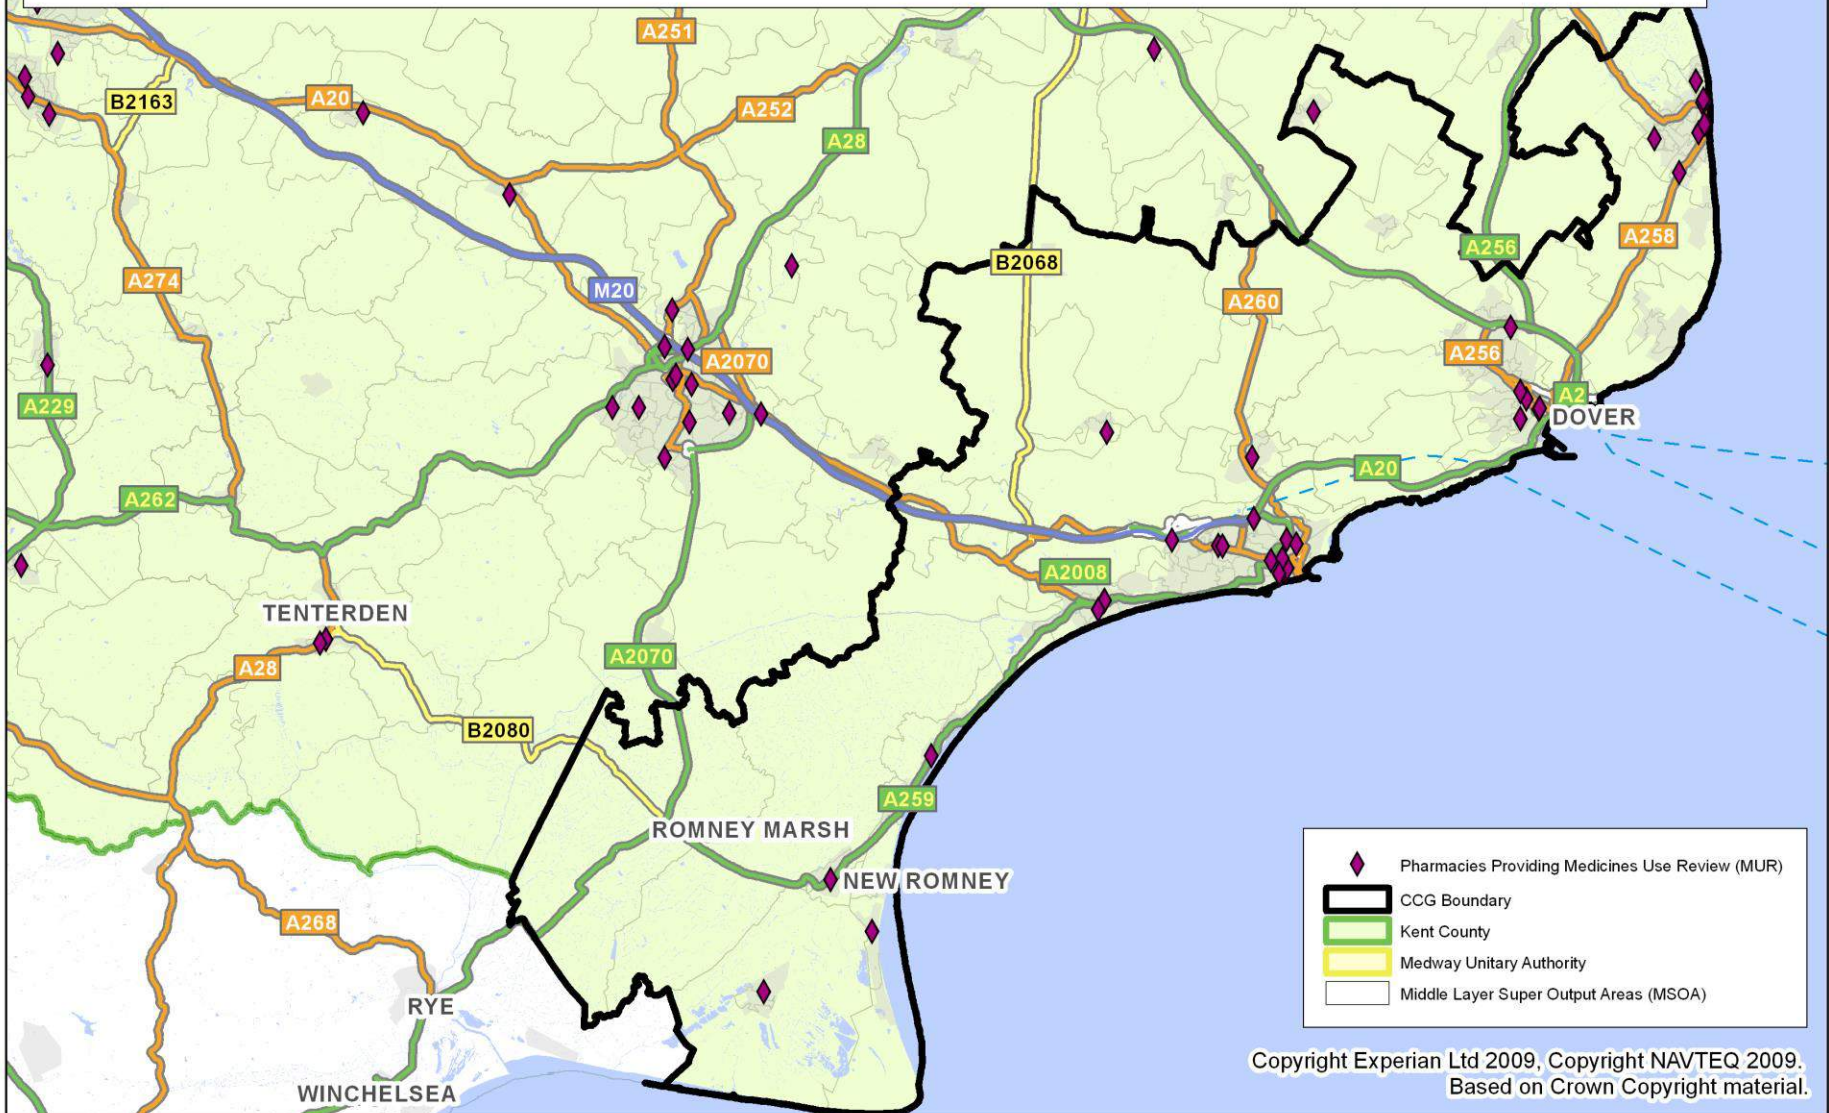 A251
B2163
A20
A252
A28
A256
A258
B2068
A274
M20
A260
A2070
A256
A229
A2
DOVER
A20
A262
A2008
TENTERDEN
A2070
A28
B2080
A259
ROMNEY MARSH
NEW ROMNEY
A268
RYE
WINCHELSEA
Pharmacies Providing Medicines Use Review (MUR)
CCG Boundary
Kent County
Medway Unitary Authority
Middle Layer Super Output Areas (MSOA)
Copyright Experian Ltd 2009, Copyright NAVTEQ 2009.
Based on Crown Copyright material.